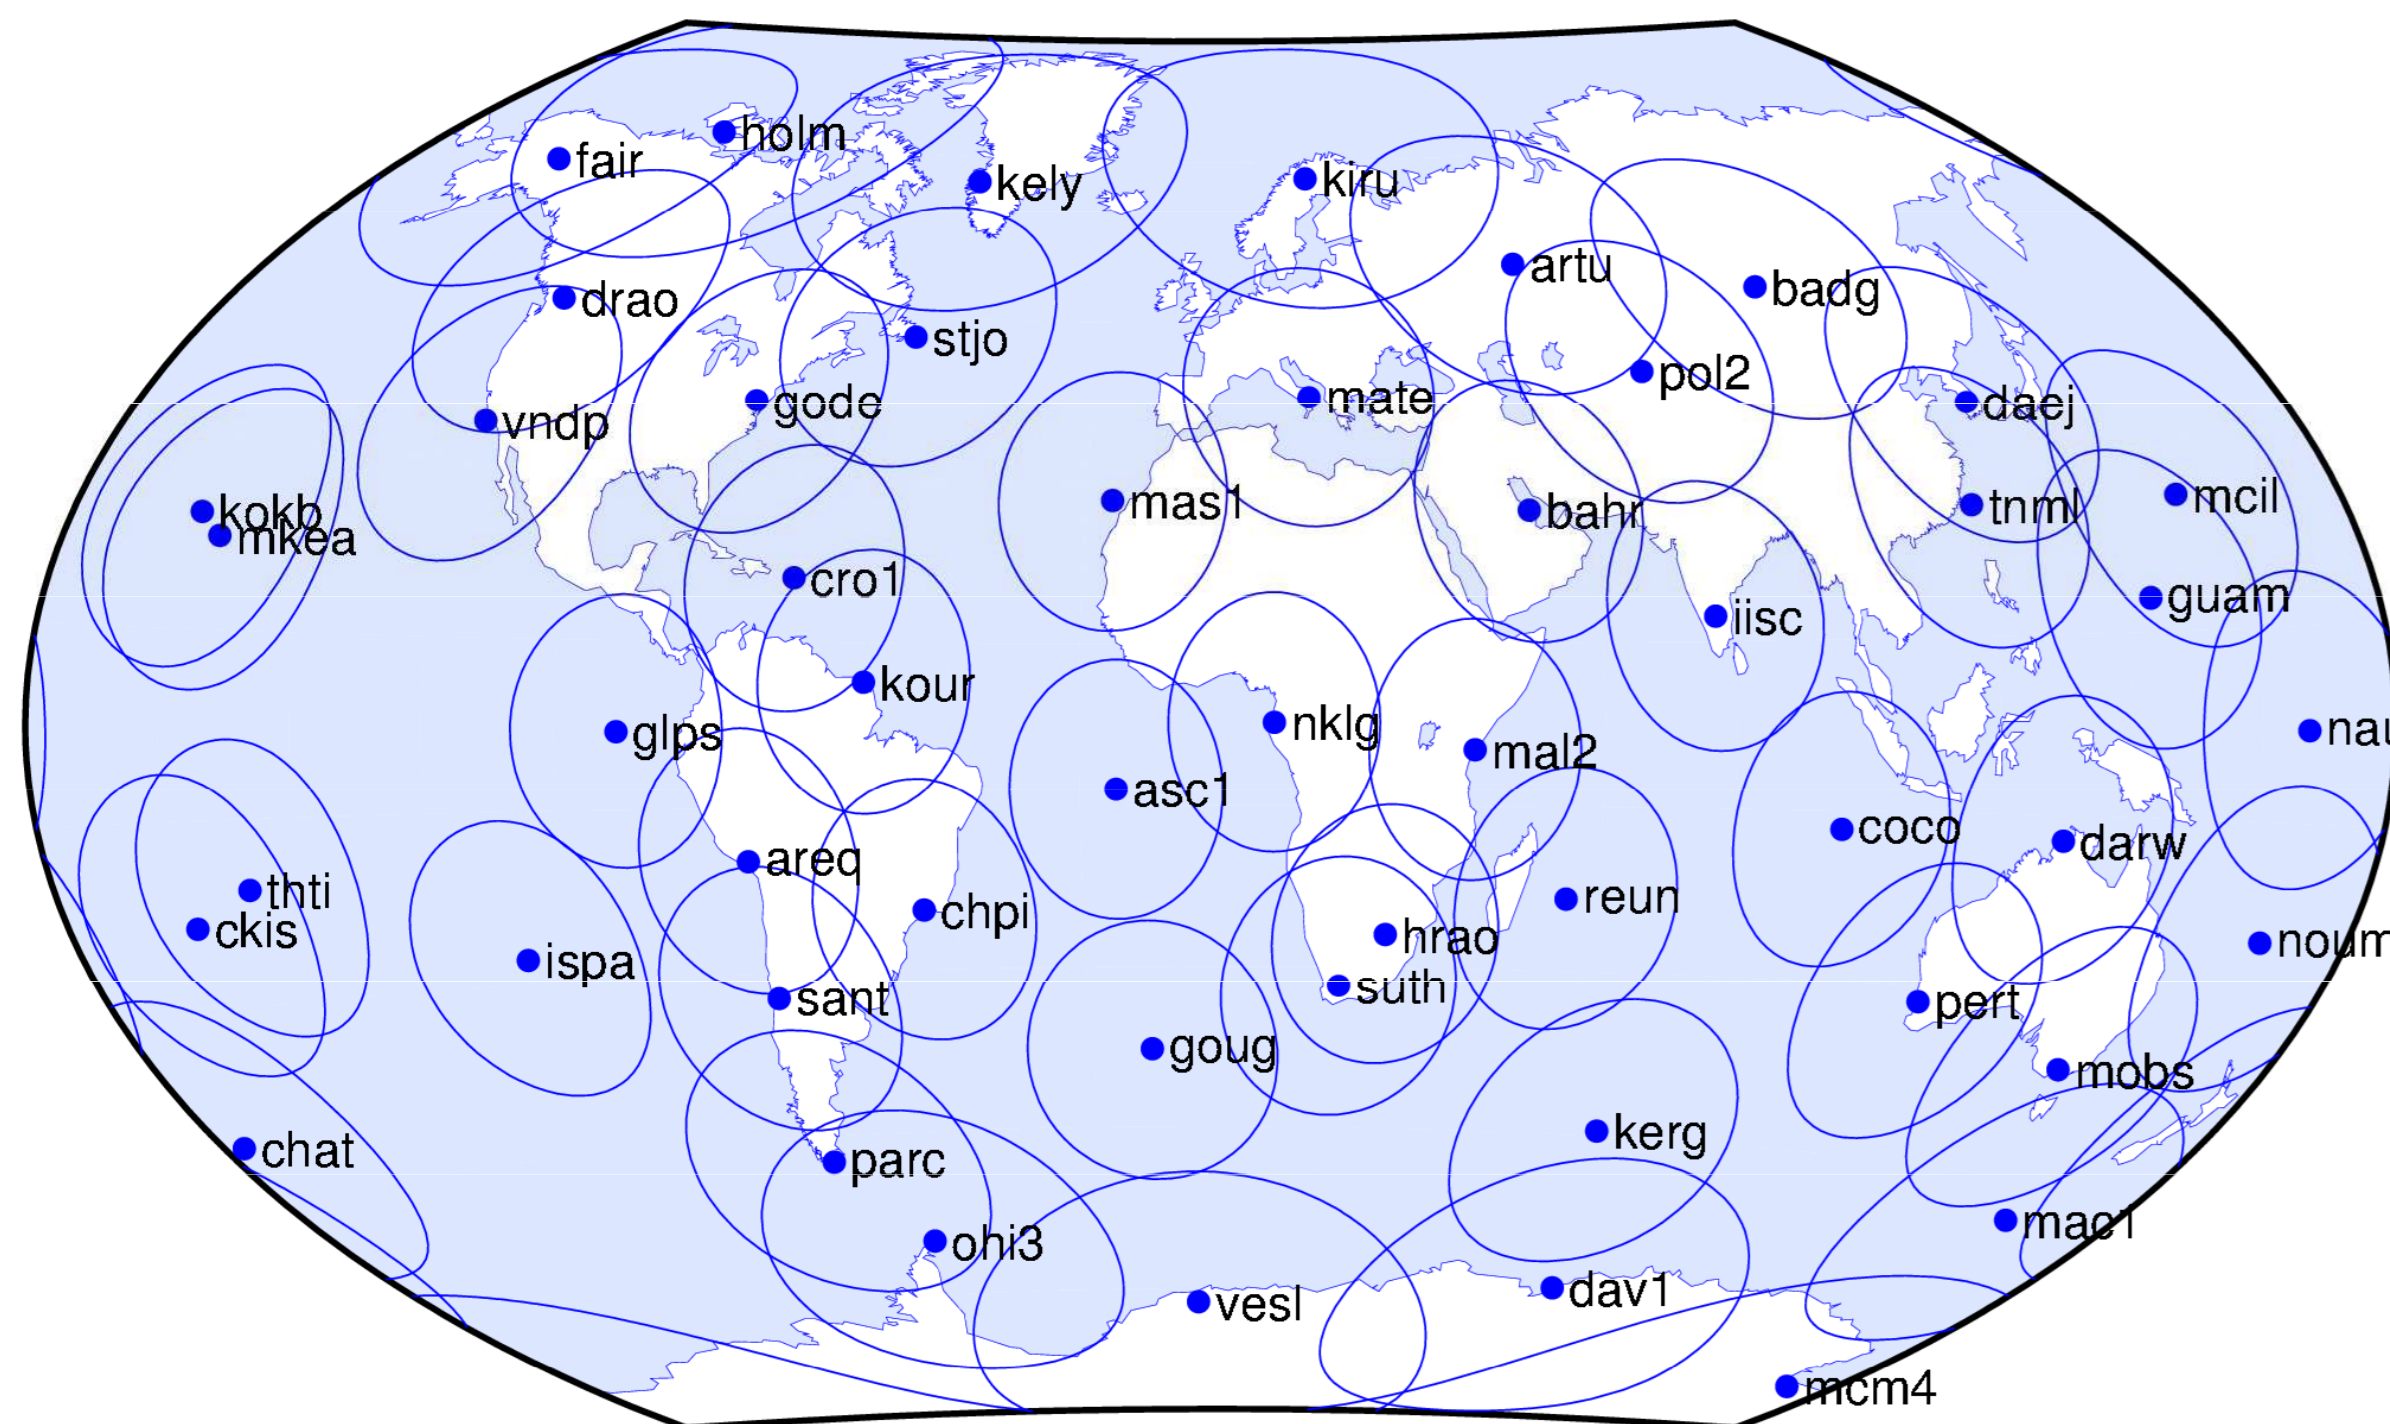 holm
fair
kely
kiru
artu
badg
drao
stjo
pol2
gode
mate
daej
vndp
mas1
bahr
tnml
mcil
kokb
mkea
cro1
guam
iisc
kour
glps
nklg
mal2
nau
asc1
coco
darw
areq
thti
chpi
reun
ckis
hrao
noum
ispa
suth
sant
pert
goug
mobs
chat
parc
kerg
mac1
ohi3
vesl
dav1
mcm4